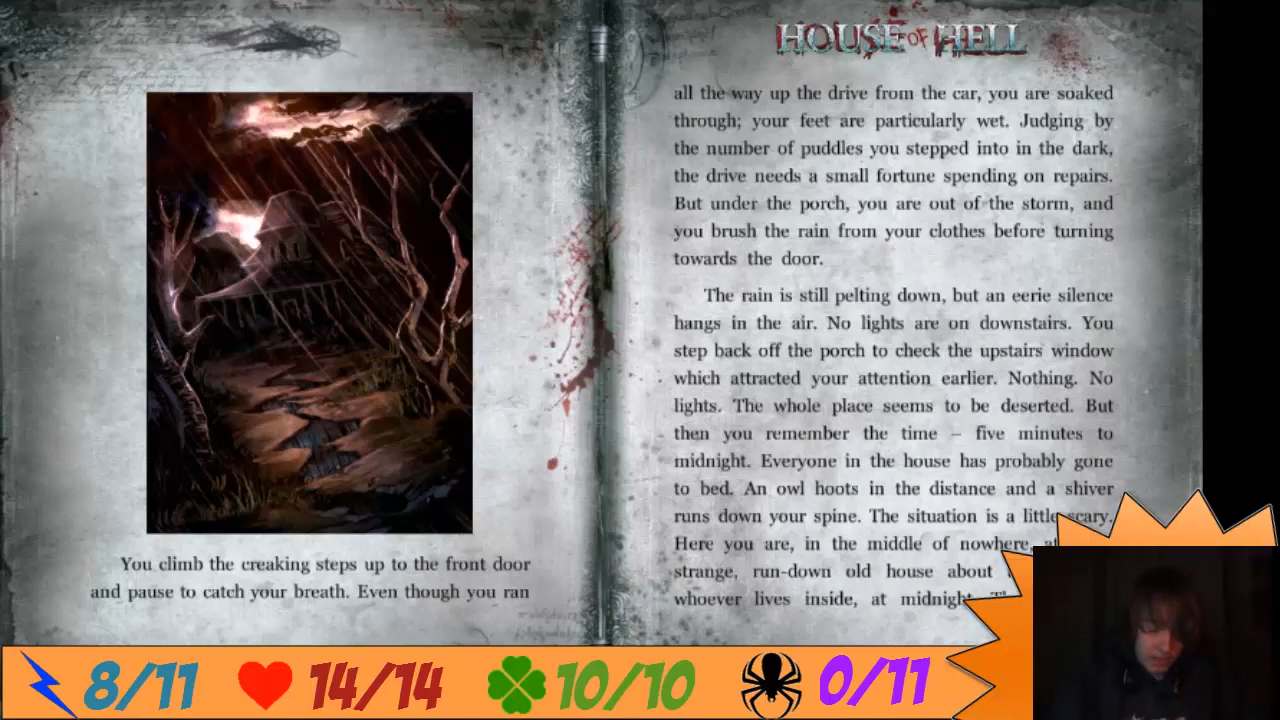 You climb the creaking steps up to the front door
and pause to catch your breath. Even though you ran
HOUSE OF HELL
all the way up the drive from the car, you are soaked
through; your feet are particularly wet. Judging by
the number of puddles you stepped into in the dark,
the drive needs a small fortune spending on repairs.
But under the porch, you are out of the storm, and
you brush the rain from your clothes before turning
towards the door.
The rain is still pelting down, but an eerie silence
hangs in the air. No lights are on downstairs. You
step back off the porch to check the upstairs window
which attracted your attention earlier. Nothing. No
lights. The whole place seems to be deserted. But
then you remember the time – five minutes to
midnight. Everyone in the house has probably gone
to bed. An owl hoots in the distance and a shiver
runs down your spine. The situation is a little scary.
Here you are, in the middle of nowhere,
strange, run-down old house about
whoever lives inside, at midnight.
8/11 14/14 10/10 0/11